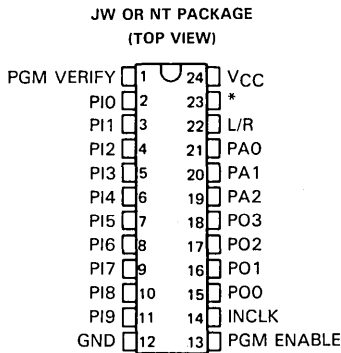 JW OR NT PACKAGE
(TOP VIEW)
PGM VERIFY 1 24 VCC
PI0 2 23 *
PI1 3 22 L/R
PI2 4 21 PA0
PI3 5 20 PA1
PI4 6 19 PA2
PI5 7 18 PO3
PI6 8 17 PO2
PI7 9 16 PO1
PI8 10 15 PO0
PI9 11 14 INCLK
GND 12 13 PGM ENABLE